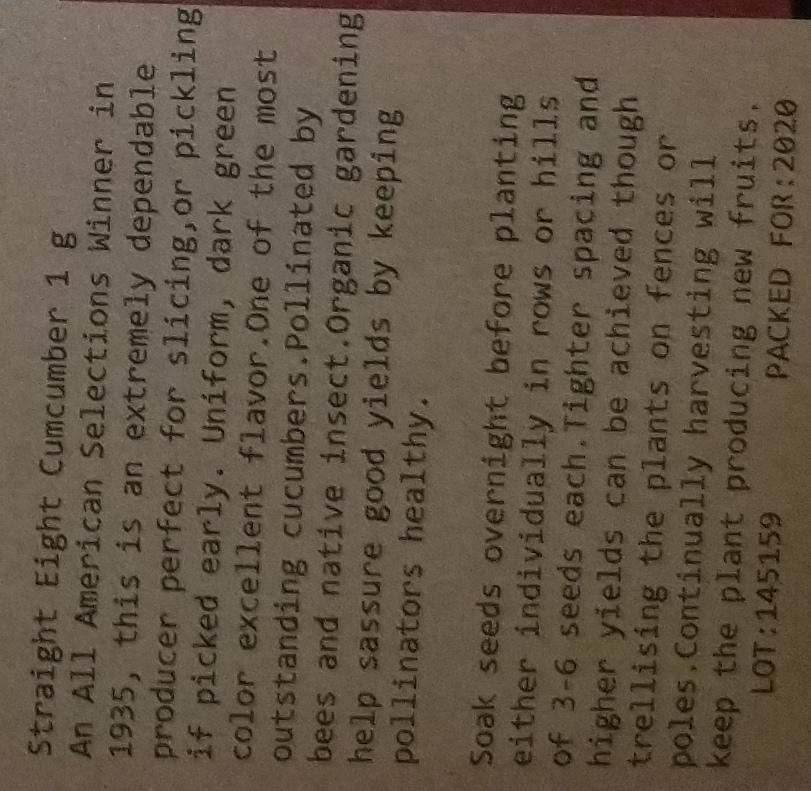 Straight Eight Cumcumber 1 g
An All American Selections Winner in
1935, this is an extremely dependable
producer perfect for slicing,or pickling
if picked early. Uniform, dark green
color excellent flavor.One of the most
outstanding cucumbers.Pollinated by
bees and native insect.Organic gardening
help sassure good yields by keeping
pollinators healthy.
Soak seeds overnight before planting
either individually in rows or hills
of 3-6 seeds each.Tighter spacing and
higher yields can be achieved though
trellising the plants on fences or
poles.Continually harvesting will
keep the plant producing new fruits.
LOT:145159 PACKED FOR:2020